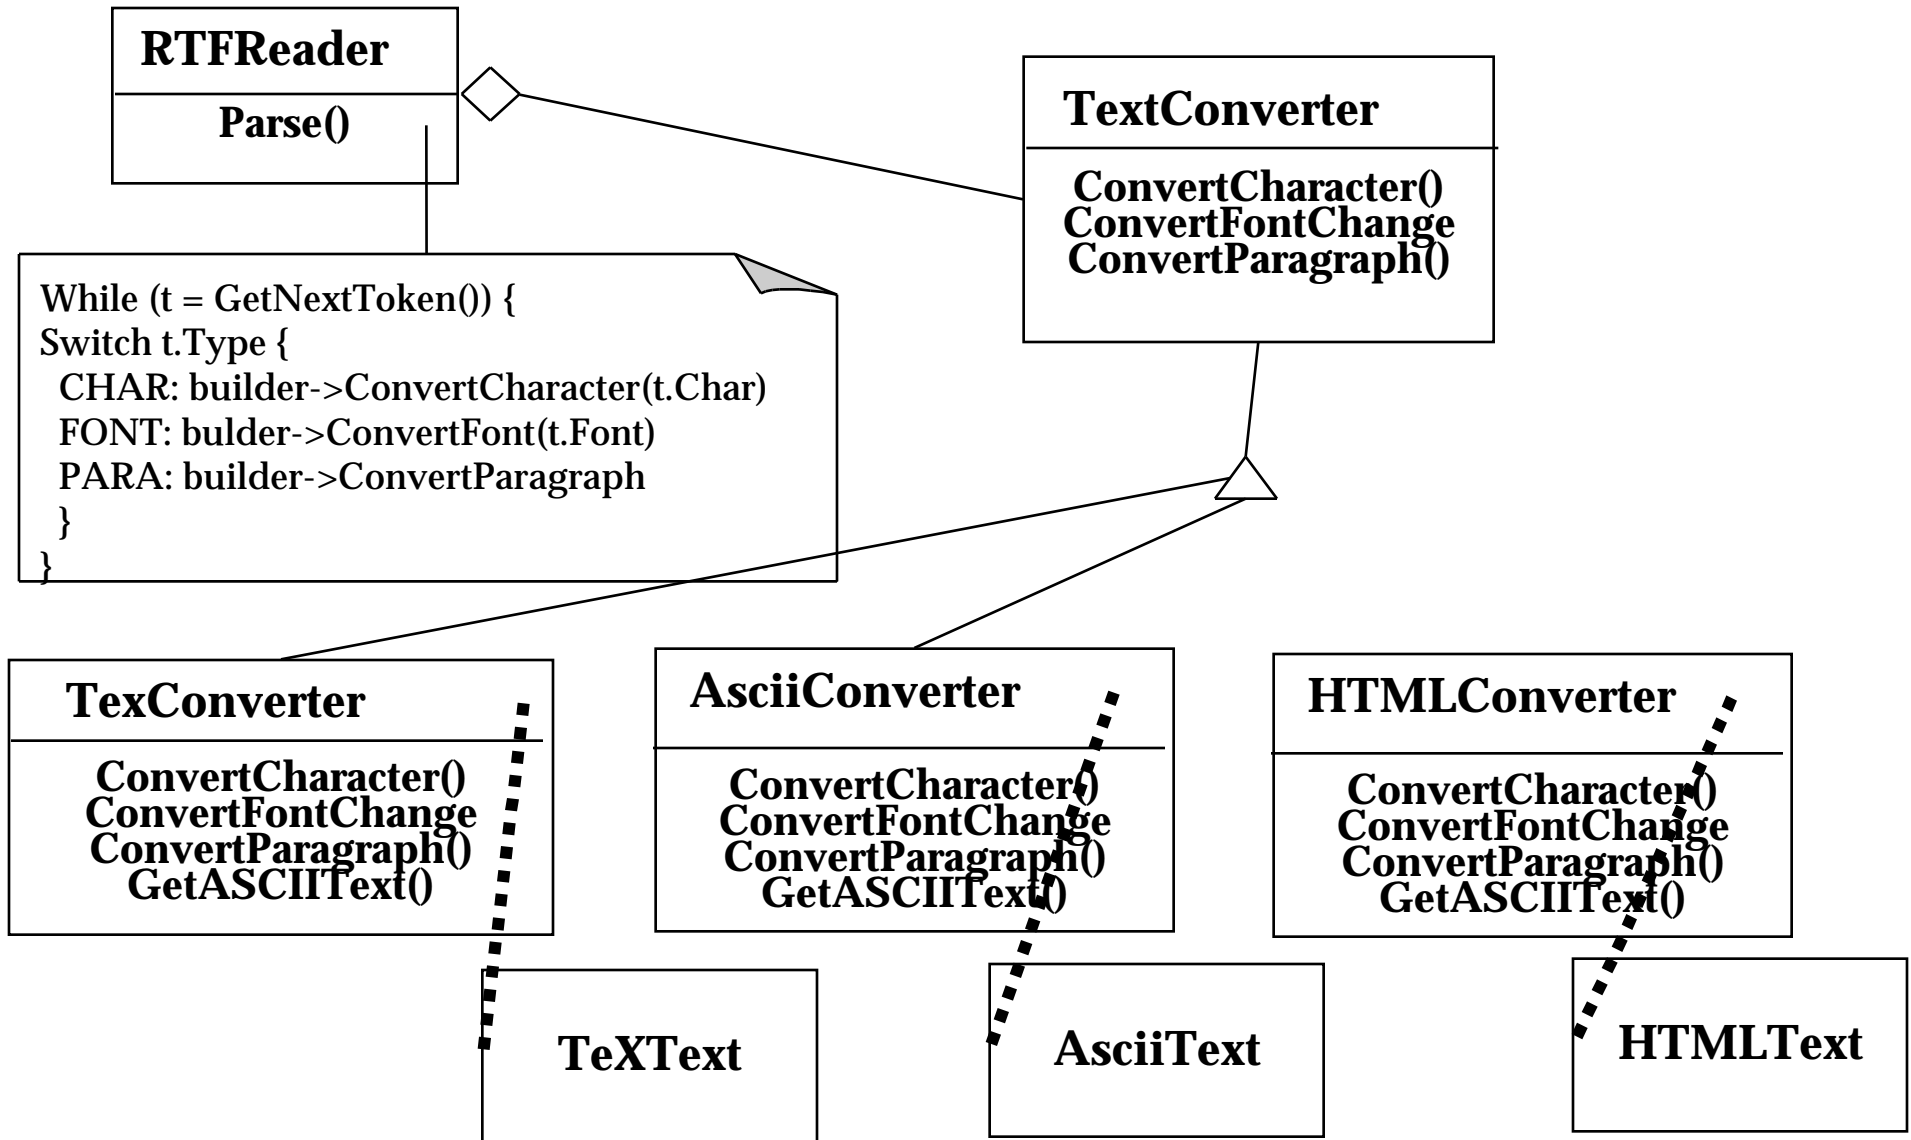 RTFReader
Parse()
TextConverter
ConvertCharacter()
ConvertFontChange
ConvertParagraph()
While (t = GetNextToken()) {
Switch t.Type {
CHAR: builder->ConvertCharacter(t.Char)
FONT: bulder->ConvertFont(t.Font)
PARA: builder->ConvertParagraph
}
}
TexConverter
ConvertCharacter()
ConvertFontChange
ConvertParagraph()
GetASCIIText()
AsciiConverter
ConvertCharacter()
ConvertFontChange
ConvertParagraph()
GetASCIIText()
HTMLConverter
ConvertCharacter()
ConvertFontChange
ConvertParagraph()
GetASCIIText()
TeXText
AsciiText
HTMLText